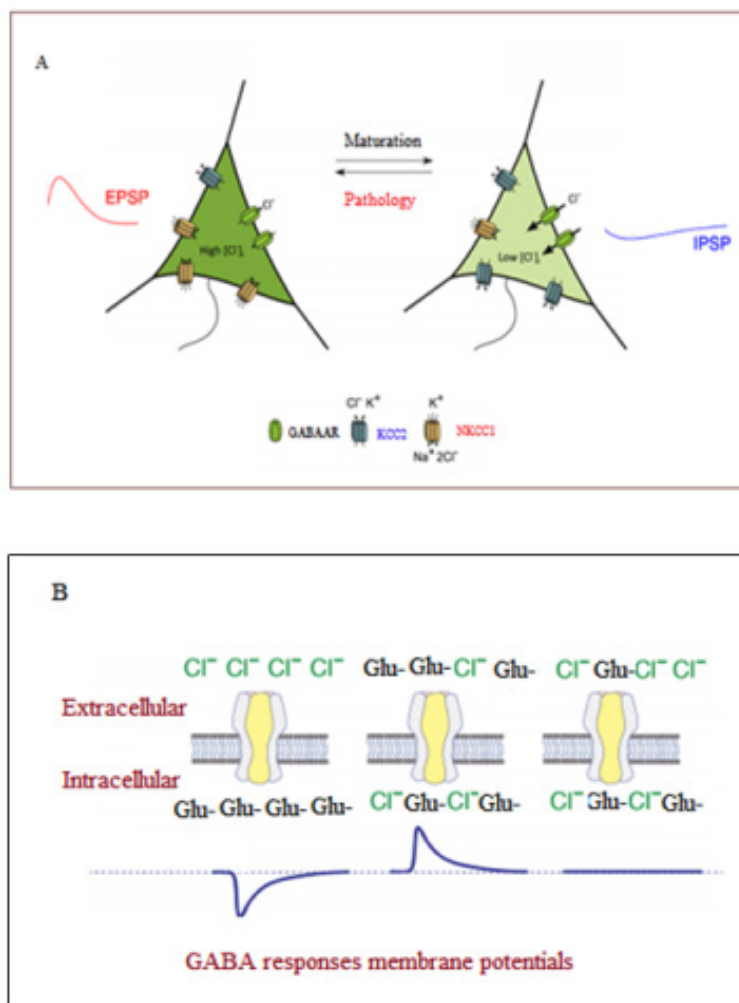 A
Maturation
EPSP
Cl⁻
Pathology
Cl⁻
High [Cl⁻]ᵢ
Low [Cl⁻]ᵢ
IPSP
Cl⁻ K⁺
K⁺
GABAAR
KCC2
NKCC1
Na⁺ 2Cl⁻
B
Cl⁻ Cl⁻ Cl⁻ Cl⁻
Glu- Glu- Cl⁻ Glu-
Cl⁻ Glu- Cl⁻ Cl⁻
Extracellular
Intracellular
Glu- Glu- Glu- Glu-
Cl⁻ Glu- Cl⁻ Glu-
Cl⁻ Glu- Cl⁻ Glu-
GABA responses membrane potentials